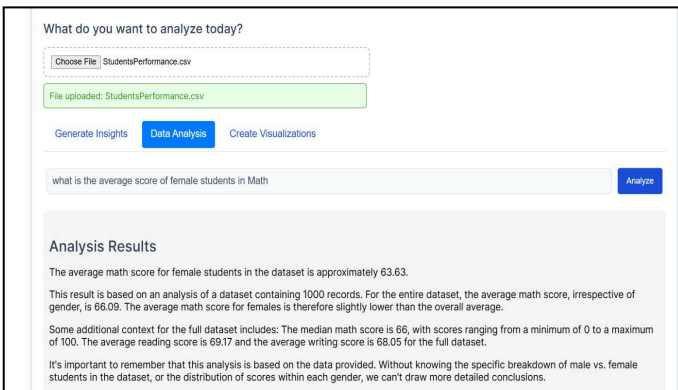 What do you want to analyze today?
Choose File StudentsPerformance.csv
File uploaded: StudentsPerformance.csv
Generate Insights Data Analysis Create Visualizations
what is the average score of female students in Math Analyze
Analysis Results
The average math score for female students in the dataset is approximately 63.63.
This result is based on an analysis of a dataset containing 1000 records. For the entire dataset, the average math score, irrespective of
gender, is 66.09. The average math score for females is therefore slightly lower than the overall average.
Some additional context for the full dataset includes: The median math score is 66, with scores ranging from a minimum of 0 to a maximum
of 100. The average reading score is 69.17 and the average writing score is 68.05 for the full dataset.
It's important to remember that this analysis is based on the data provided. Without knowing the specific breakdown of male vs. female
students in the dataset, or the distribution of scores within each gender, we can't draw more detailed conclusions.